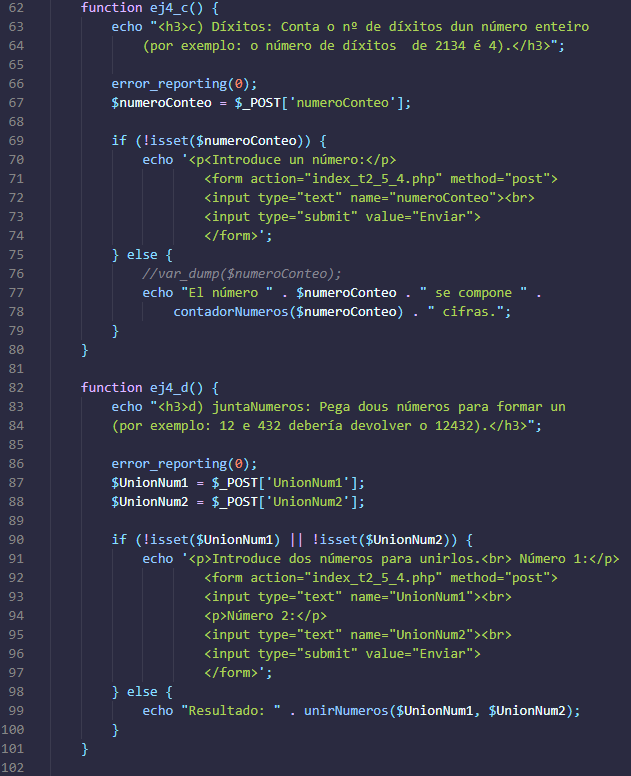 62 function ej4_c() {
63 echo "<h3>c) Díxitos: Conta o nº de díxitos dun número enteiro
64 (por exemplo: o número de díxitos  de 2134 é 4).</h3>";
65
66 error_reporting(0);
67 $numeroConteo = $_POST['numeroConteo'];
68
69 if (!isset($numeroConteo)) {
70 echo '<p<Introduce un número:</p>
71 <form action="index_t2_5_4.php" method="post">
72 <input type="text" name="numeroConteo"><br>
73 <input type="submit" value="Enviar">
74 </form>';
75 } else {
76 //var_dump($numeroConteo);
77 echo "El número " . $numeroConteo . " se compone " .
78 contadorNumeros($numeroConteo) . " cifras.";
79 }
80 }
81
82 function ej4_d() {
83 echo "<h3>d) juntaNumeros: Pega dous números para formar un
84 (por exemplo: 12 e 432 debería devolver o 12432).</h3>";
85
86 error_reporting(0);
87 $UnionNum1 = $_POST['UnionNum1'];
88 $UnionNum2 = $_POST['UnionNum2'];
89
90 if (!isset($UnionNum1) || !isset($UnionNum2)) {
91 echo '<p>Introduce dos números para unirlos.<br> Número 1:</p>
92 <form action="index_t2_5_4.php" method="post">
93 <input type="text" name="UnionNum1"><br>
94 <p>Número 2:</p>
95 <input type="text" name="UnionNum2"><br>
96 <input type="submit" value="Enviar">
97 </form>';
98 } else {
99 echo "Resultado: " . unirNumeros($UnionNum1, $UnionNum2);
100 }
101 }
102